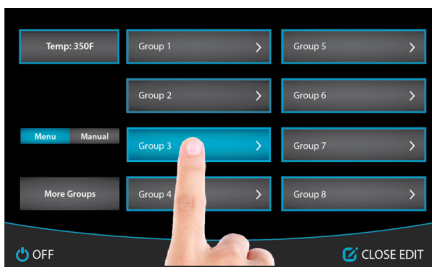 Temp: 350F
Group 1
Group 5
Group 2
Group 6
Menu
Manual
Group 3
Group 7
More Groups
Group 4
Group 8
OFF
CLOSE EDIT